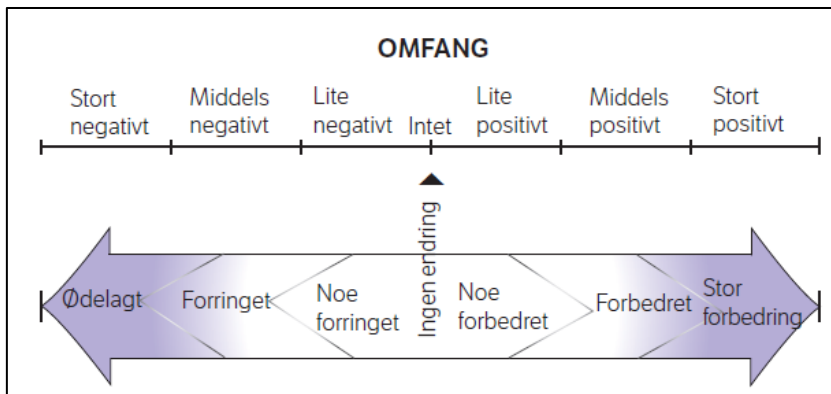 OMFANG
Stort negativt
Middels negativt
Lite negativt
Intet
Lite positivt
Middels positivt
Stort positivt
Ødelagt
Forringet
Noe forringet
Ingen endring
Noe forbedret
Forbedret
Stor forbedring